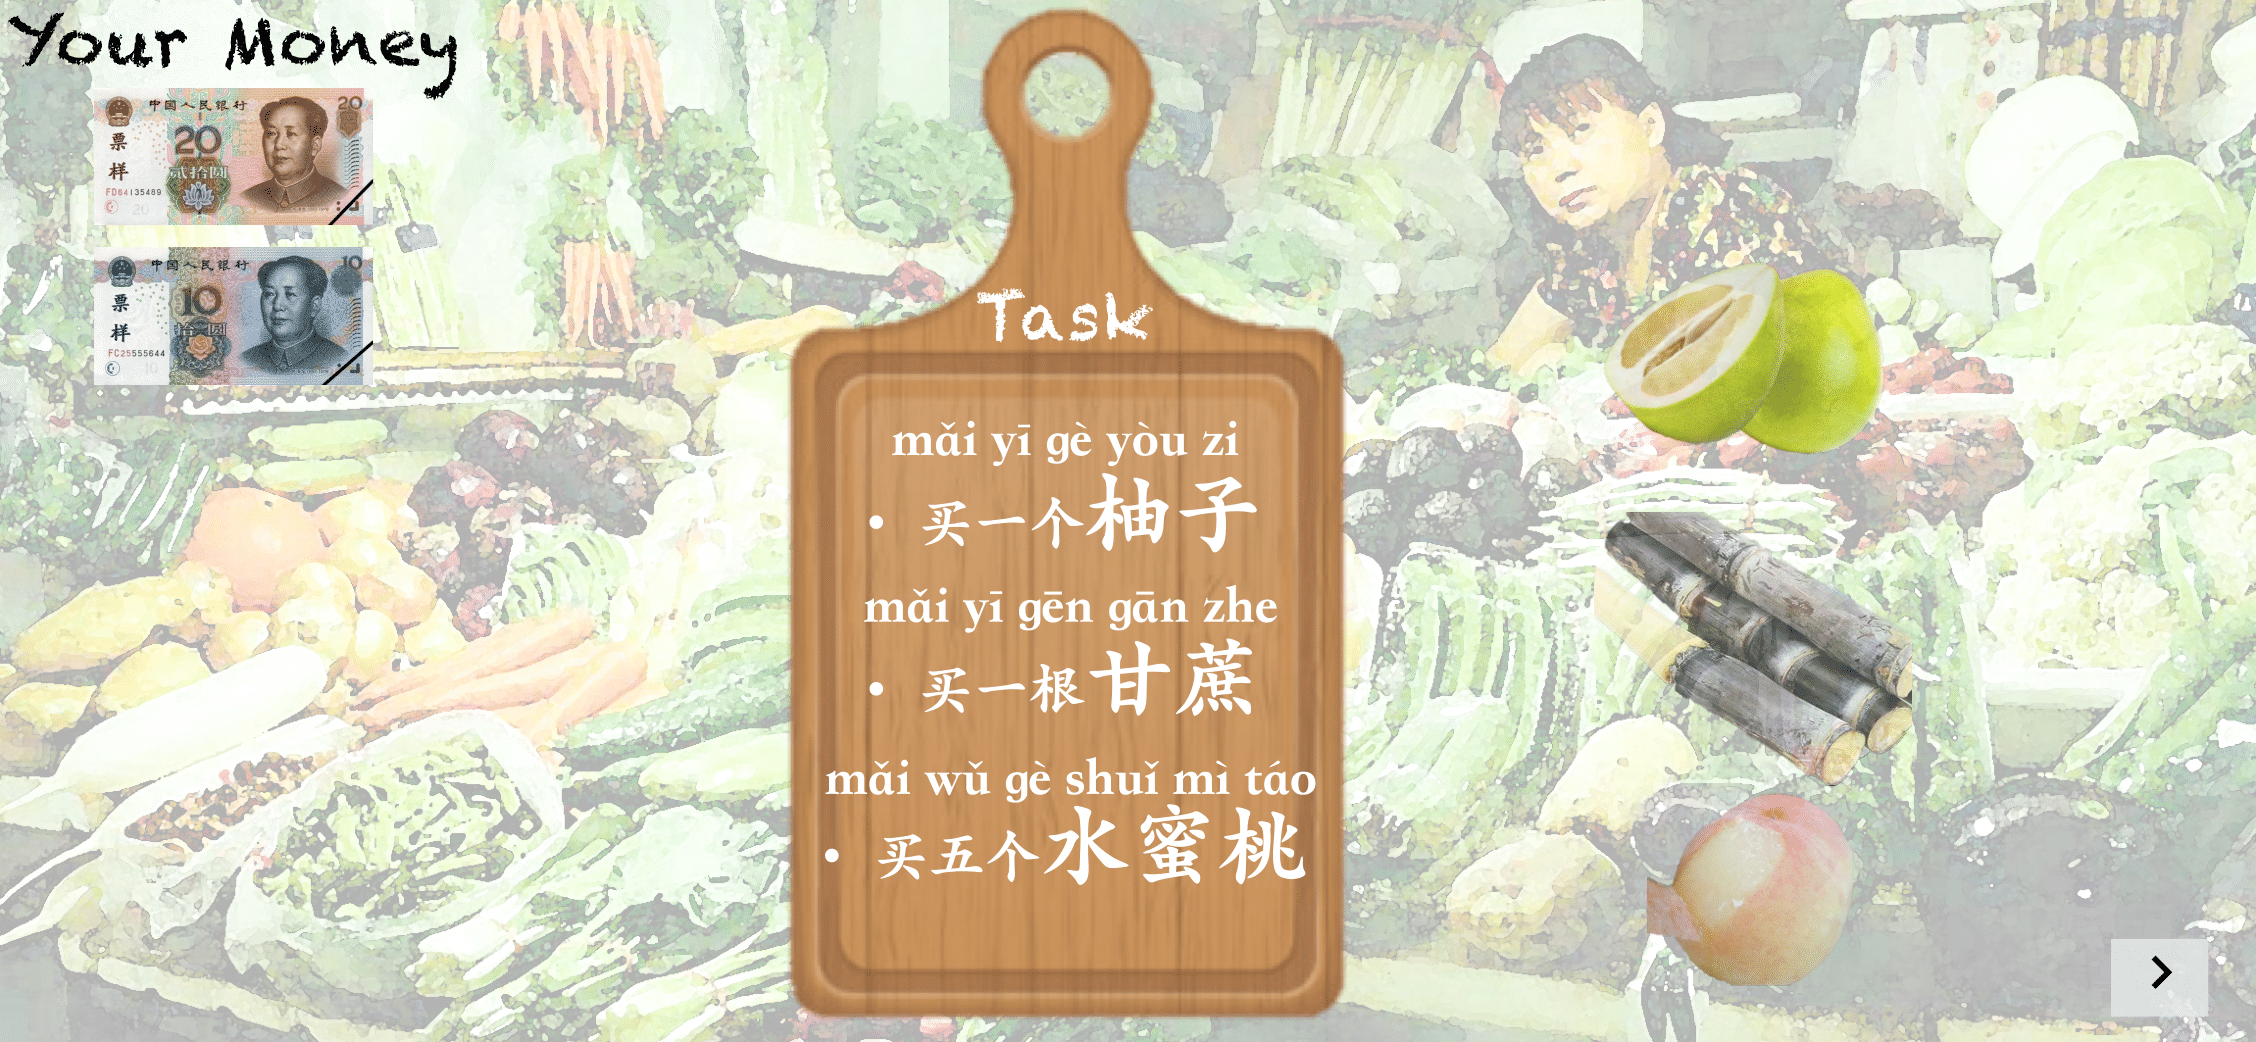 Your Money
中国人民银行
20
票
样
20
贰拾圆
FD64135489
20
中国人民银行
10
票
样
10
拾圆
FC25555644
10
Task
mǎi yī gè yòu zi
• 买一个柚子
mǎi yī gēn gān zhe
• 买一根甘蔗
mǎi wǔ gè shuǐ mì táo
• 买五个水蜜桃